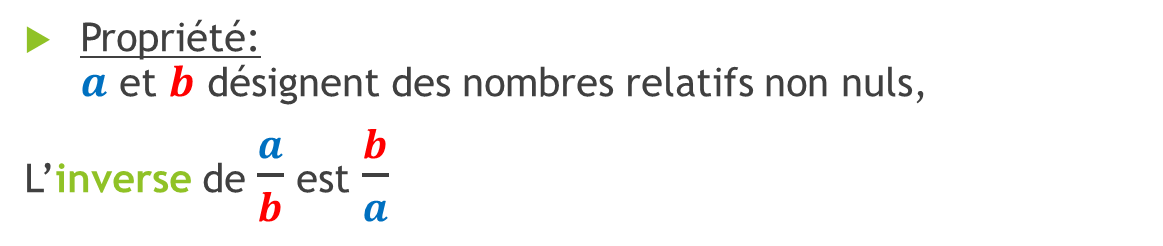 Propriété:
a et b désignent des nombres relatifs non nuls,
L’inverse de a/b est b/a